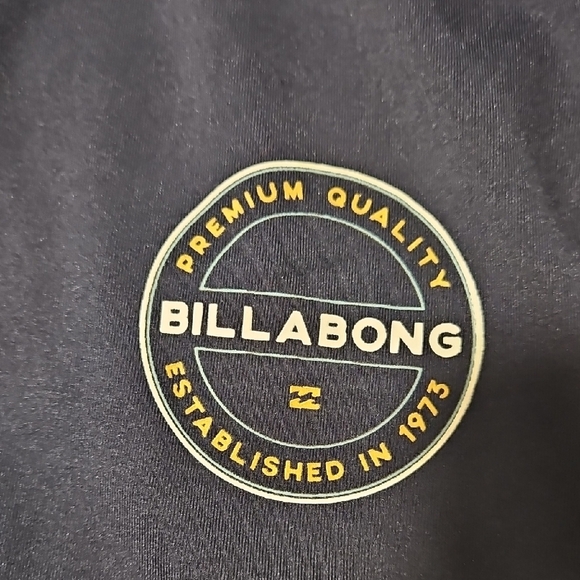 PREMIUM QUALITY
BILLABONG
ESTABLISHED IN 1973